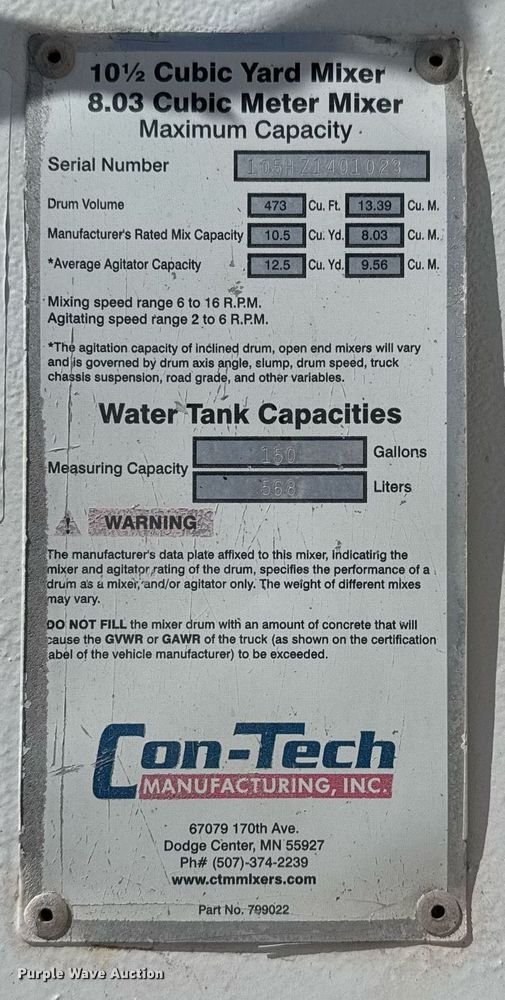 10½ Cubic Yard Mixer
8.03 Cubic Meter Mixer
Maximum Capacity
Serial Number 105HZ1401023
Drum Volume 473 Cu. Ft. 13.39 Cu. M.
Manufacturer's Rated Mix Capacity 10.5 Cu. Yd. 8.03 Cu. M.
*Average Agitator Capacity 12.5 Cu. Yd. 9.56 Cu. M.
Mixing speed range 6 to 16 R.P.M.
Agitating speed range 2 to 6 R.P.M.
*The agitation capacity of inclined drum, open end mixers will vary
and is governed by drum axis angle, slump, drum speed, truck
chassis suspension, road grade, and other variables.
Water Tank Capacities
Measuring Capacity 150 Gallons
568 Liters
WARNING
The manufacturer's data plate affixed to this mixer, indicating the
mixer and agitator rating of the drum, specifies the performance of a
drum as a mixer, and/or agitator only. The weight of different mixes
may vary.
DO NOT FILL the mixer drum with an amount of concrete that will
cause the GVWR or GAWR of the truck (as shown on the certification
label of the vehicle manufacturer) to be exceeded.
Con-Tech
MANUFACTURING, INC.
67079 170th Ave.
Dodge Center, MN 55927
Ph# (507)-374-2239
www.ctmmixers.com
Part No. 799022
Purple Wave Auction